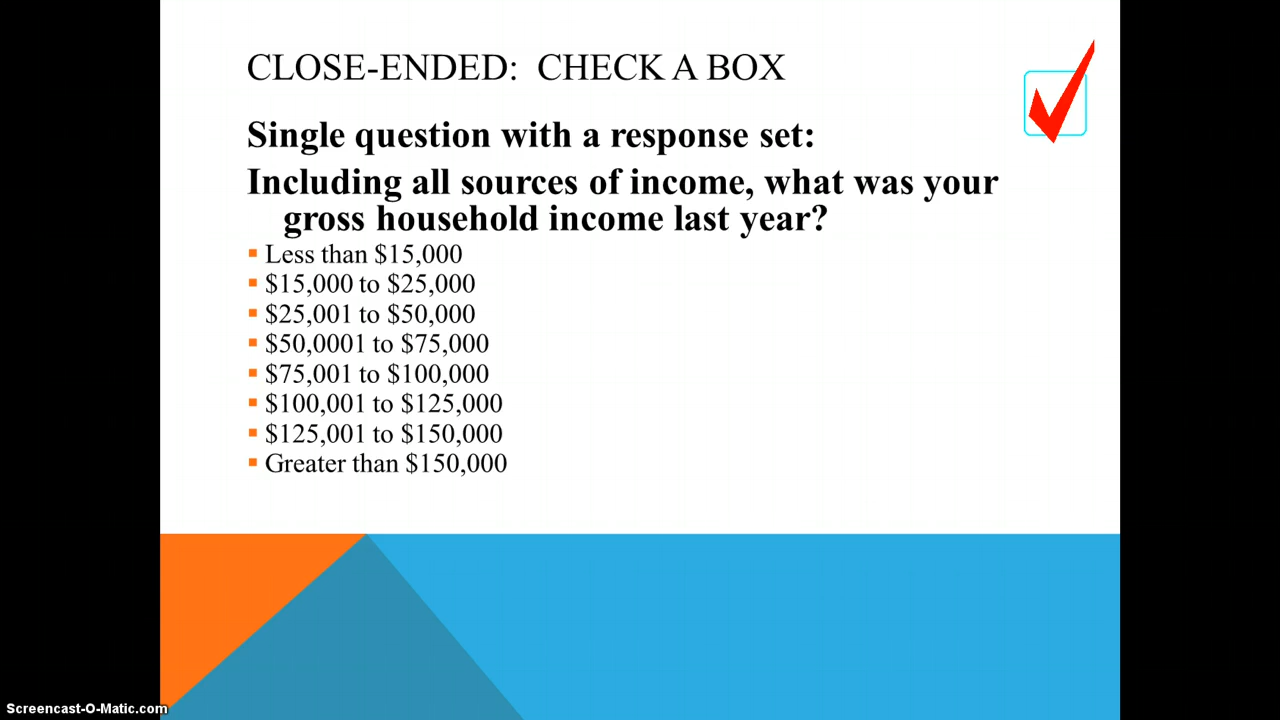 CLOSE-ENDED: CHECK A BOX
Single question with a response set:
Including all sources of income, what was your
gross household income last year?
Less than $15,000
$15,000 to $25,000
$25,001 to $50,000
$50,0001 to $75,000
$75,001 to $100,000
$100,001 to $125,000
$125,001 to $150,000
Greater than $150,000
Screencast-O-Matic.com